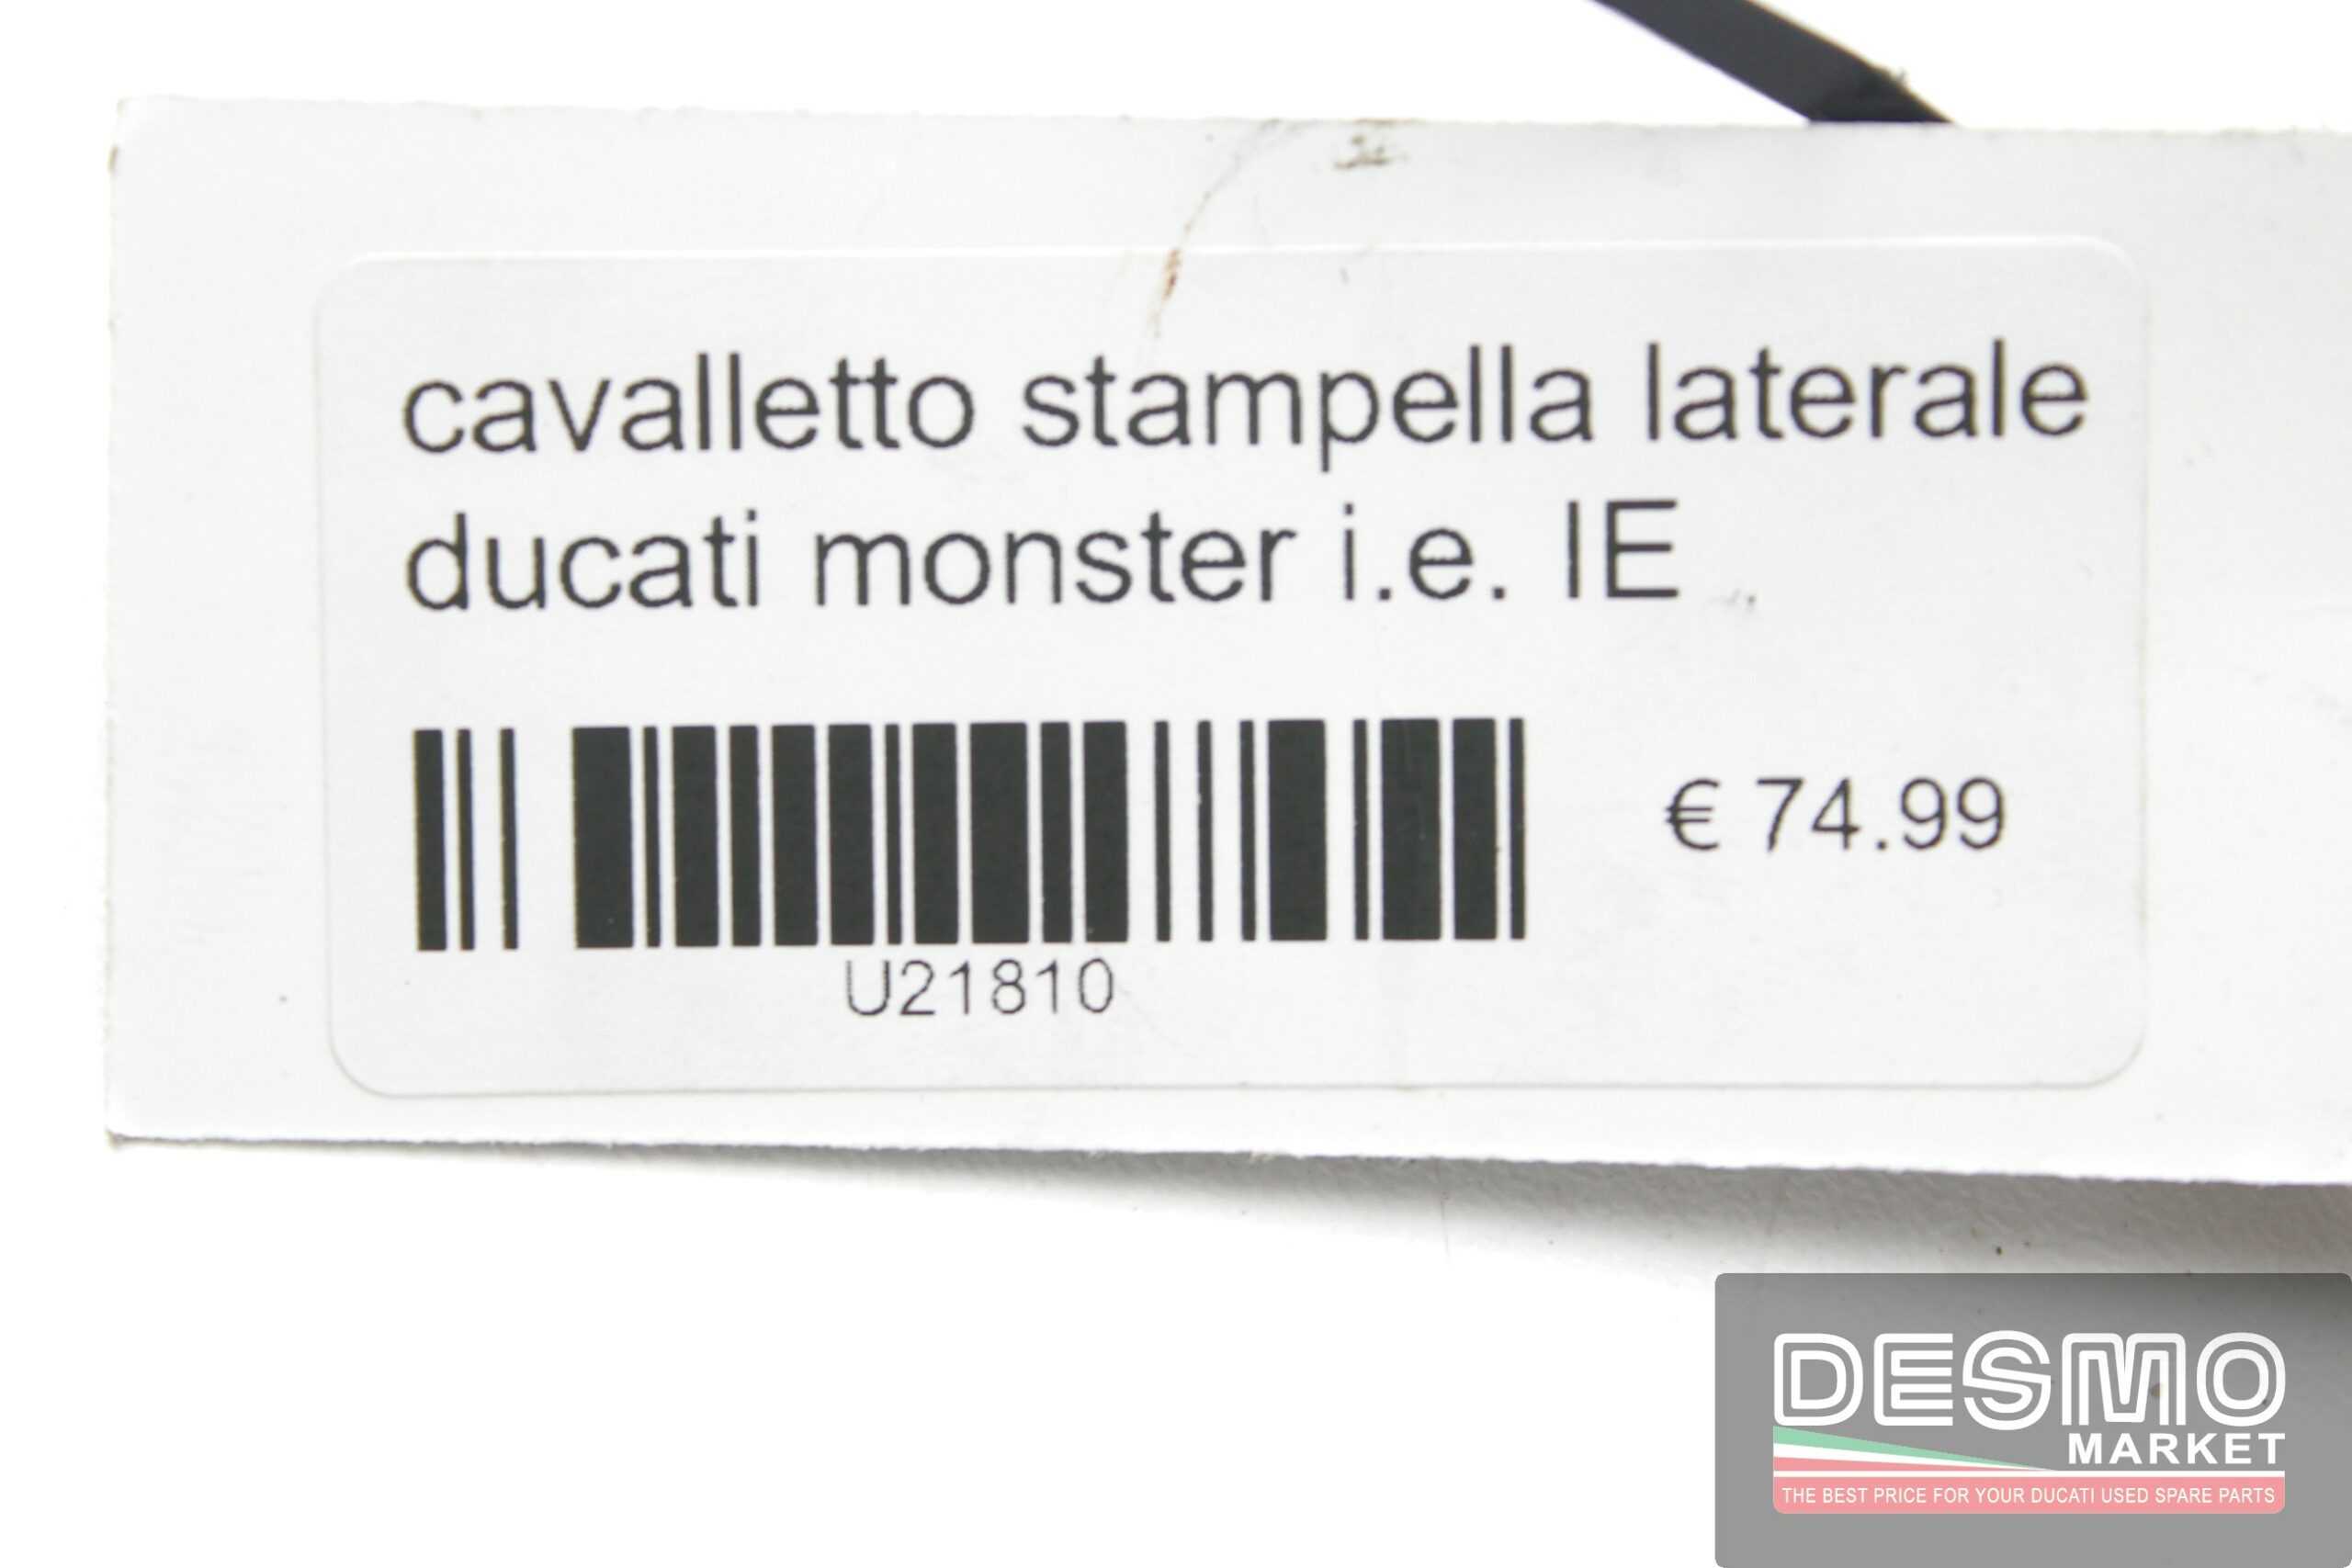 cavalletto stampella laterale
ducati monster i.e. IE
€ 74.99
U21810
DESMO
MARKET
THE BEST PRICE FOR YOUR DUCATI USED SPARE PARTS